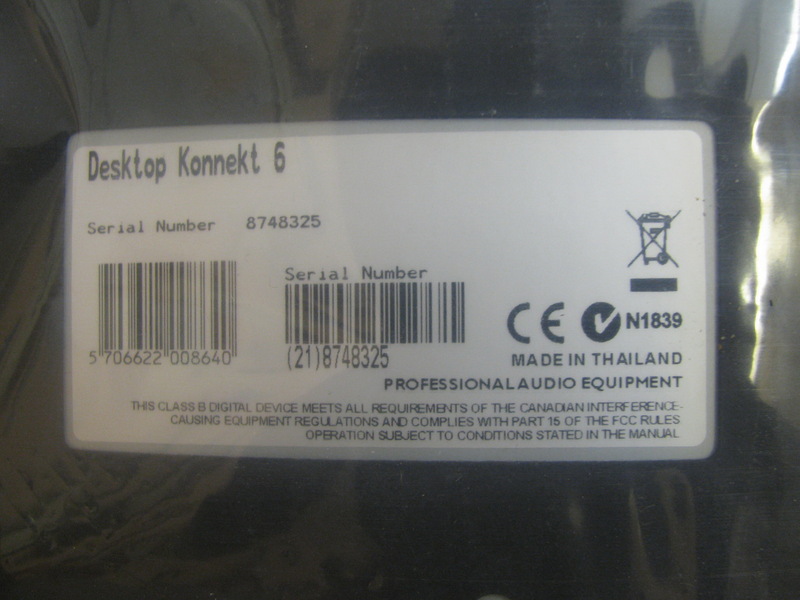 Desktop Konnekt 6
Serial Number 8748325
Serial Number
5 706622 008640
(21)8748325
CE N1839
MADE IN THAILAND
PROFESSIONAL AUDIO EQUIPMENT
THIS CLASS B DIGITAL DEVICE MEETS ALL REQUIREMENTS OF THE CANADIAN INTERFERENCE-
CAUSING EQUIPMENT REGULATIONS AND COMPLIES WITH PART 15 OF THE FCC RULES
OPERATION SUBJECT TO CONDITIONS STATED IN THE MANUAL